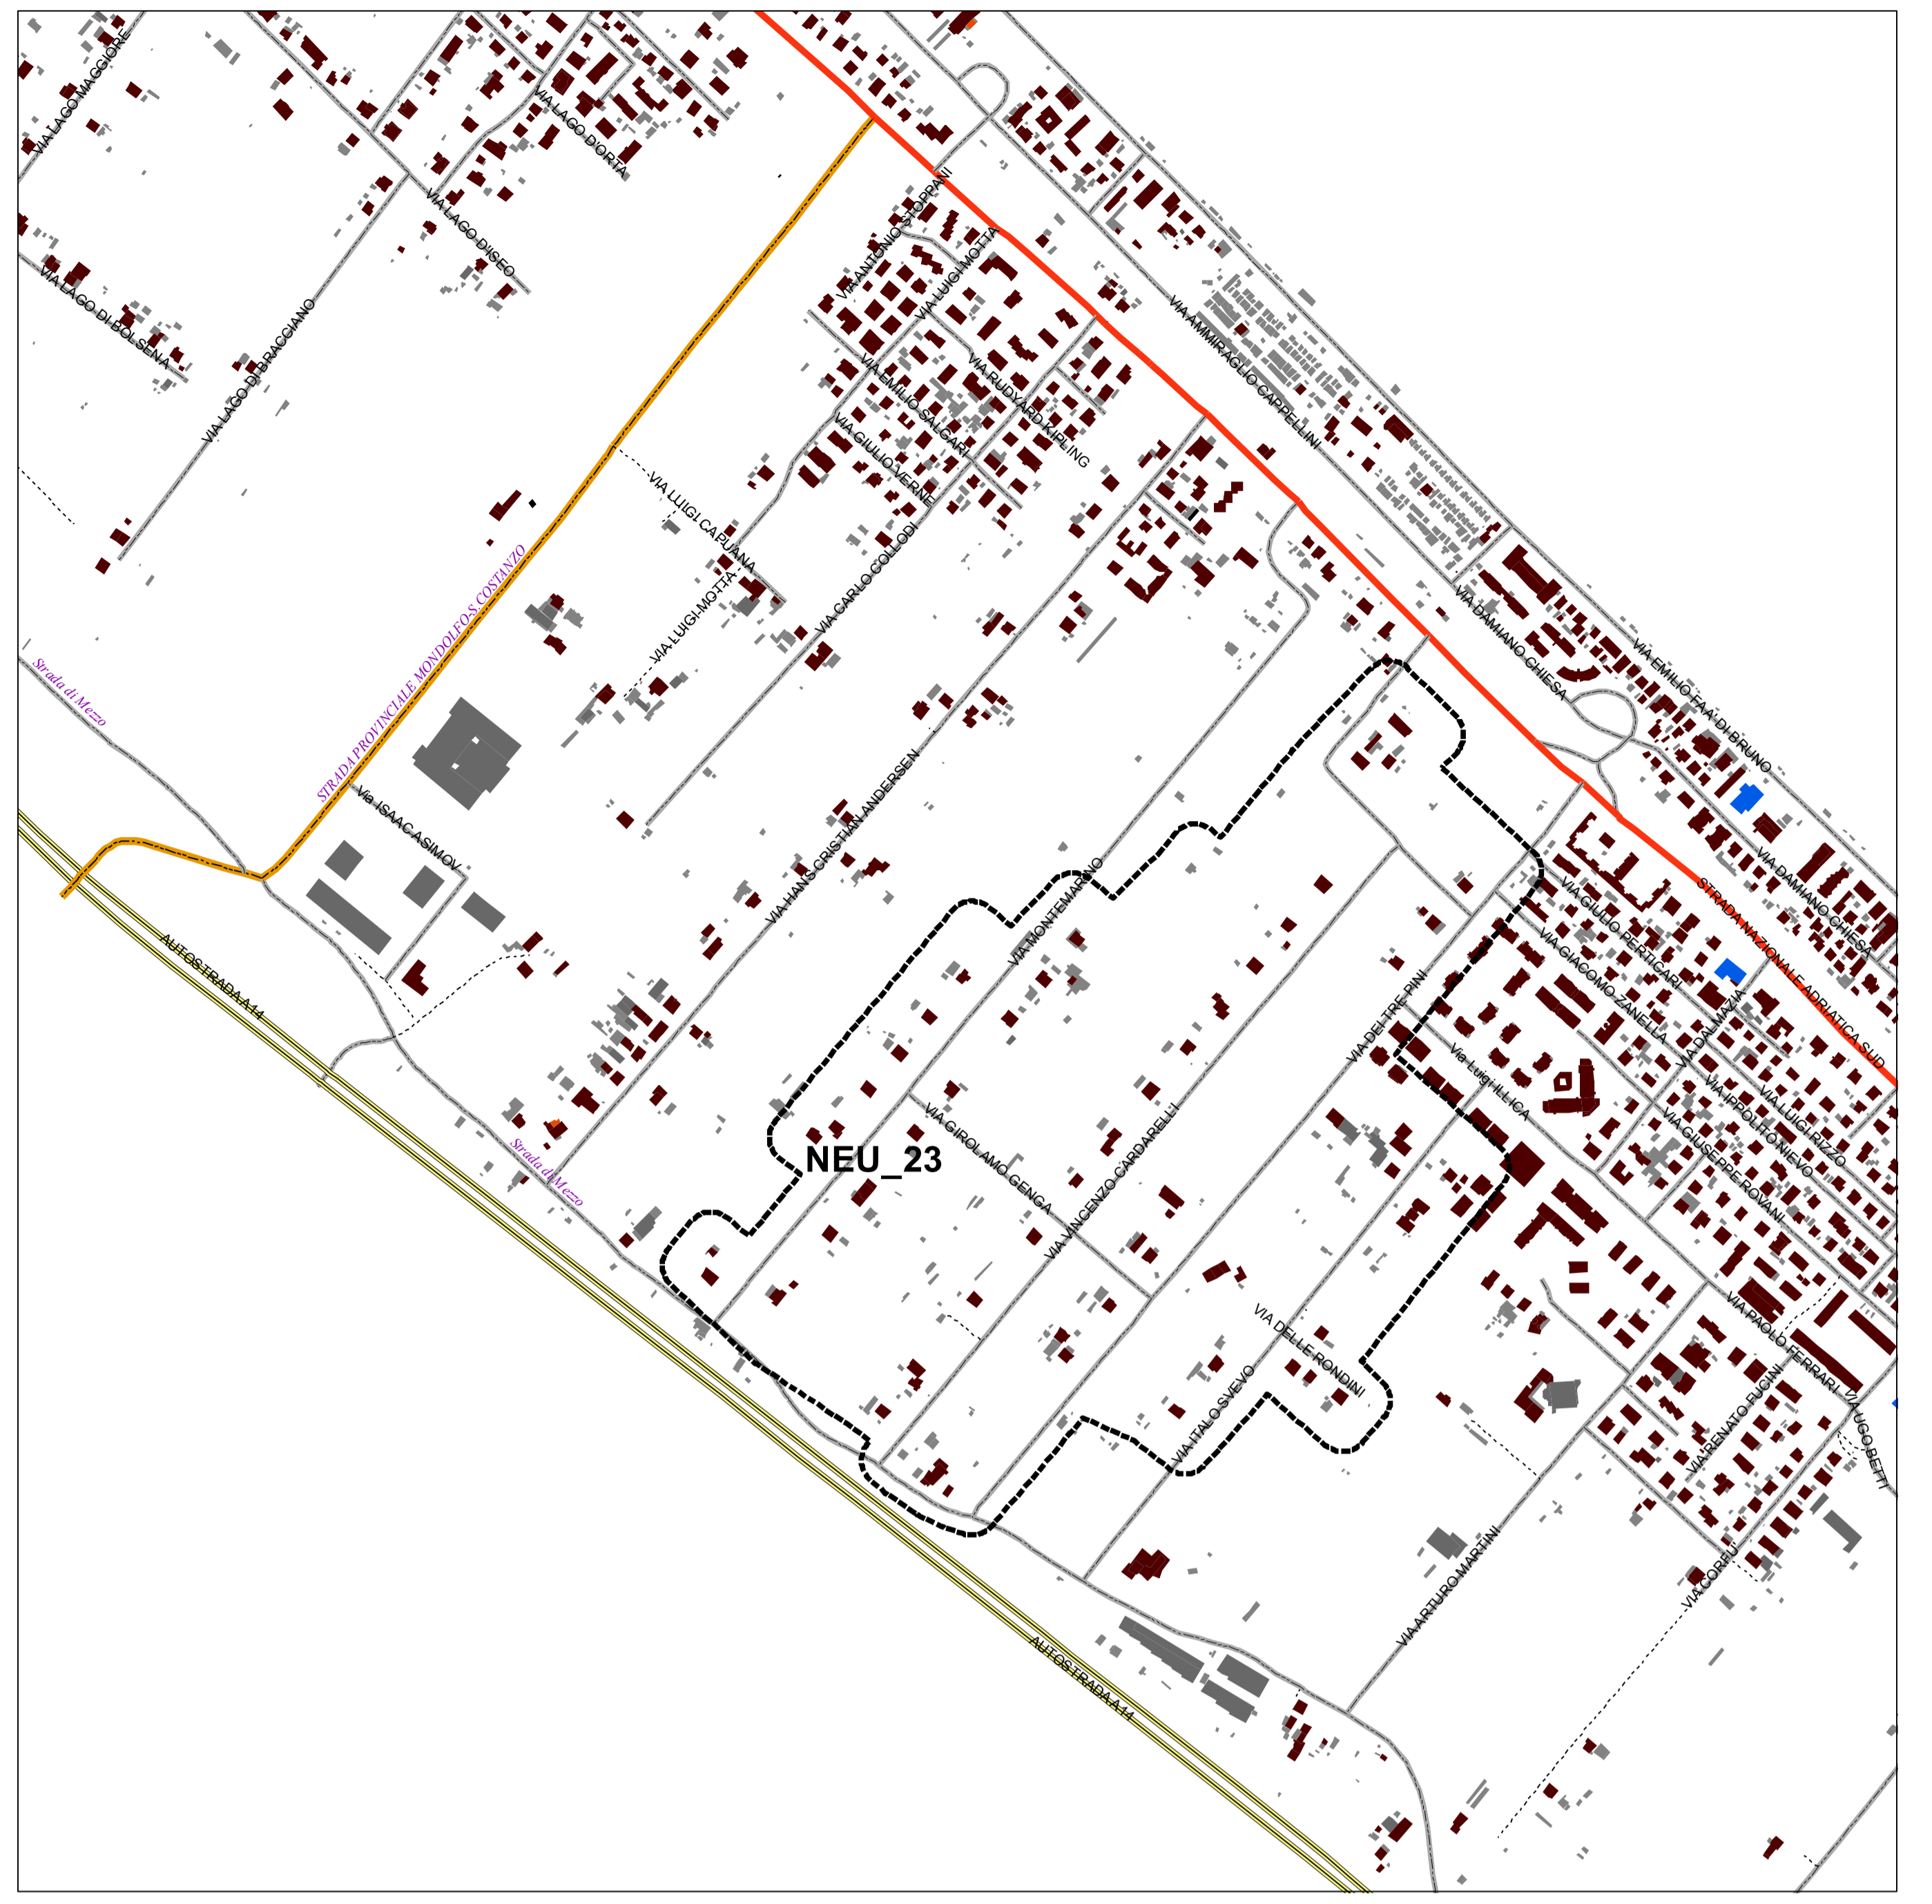 VIA LAGO MAGGIORE
VIA LAGO D'ORTA
VIA LAGO D'ISEO
VIA ANTONIO STOPPANI
VIA LUIGI MOTTA
VIA LAGO DI BOLSENA
VIA LAGO DI BRACCIANO
VIA AMMIRAGLIO CAPPELLINI
VIA RUDYARD KIPLING
VIA EMILIO SALGARI
VIA GIULIO VERNE
VIA LUIGI CAPUANA
VIA CARLO COLLODI
VIA LUIGI MOTTA
STRADA PROVINCIALE MONDOLFO-S.COSTANZO
VIA DAMIANO CHIESA
VIA EMILIO FAA' DI BRUNO
Strada di Mezzo
Via ISAAC ASIMOV
VIA HANS CRISTIAN ANDERSEN
VIA MONTEMARINO
VIA DAMIANO CHIESA
STRADA NAZIONALE ADRIATICA SUD
VIA GIULIO PERTICARI
VIA GIACOMO ZANELLA
AUTOSTRADA A 14
VIA DEI TRE PINI
VIA DALMAZIA
Via Luigi ILLICA
VIA IPPOLITO NIEVO
VIA LUIGI RIZZO
VIA GIUSEPPE ROVANI
NEU_23
VIA GIROLAMO GENGA
VIA VINCENZO CARDARELLI
Strada di Mezzo
VIA DELLE RONDINI
VIA PAOLO FERRARI
VIA ITALO SVEVO
VIA RENATO FUCINI
VIA UGO BETTI
VIA ARTURO MARTINI
VIA CORFU'
AUTOSTRADA A 14